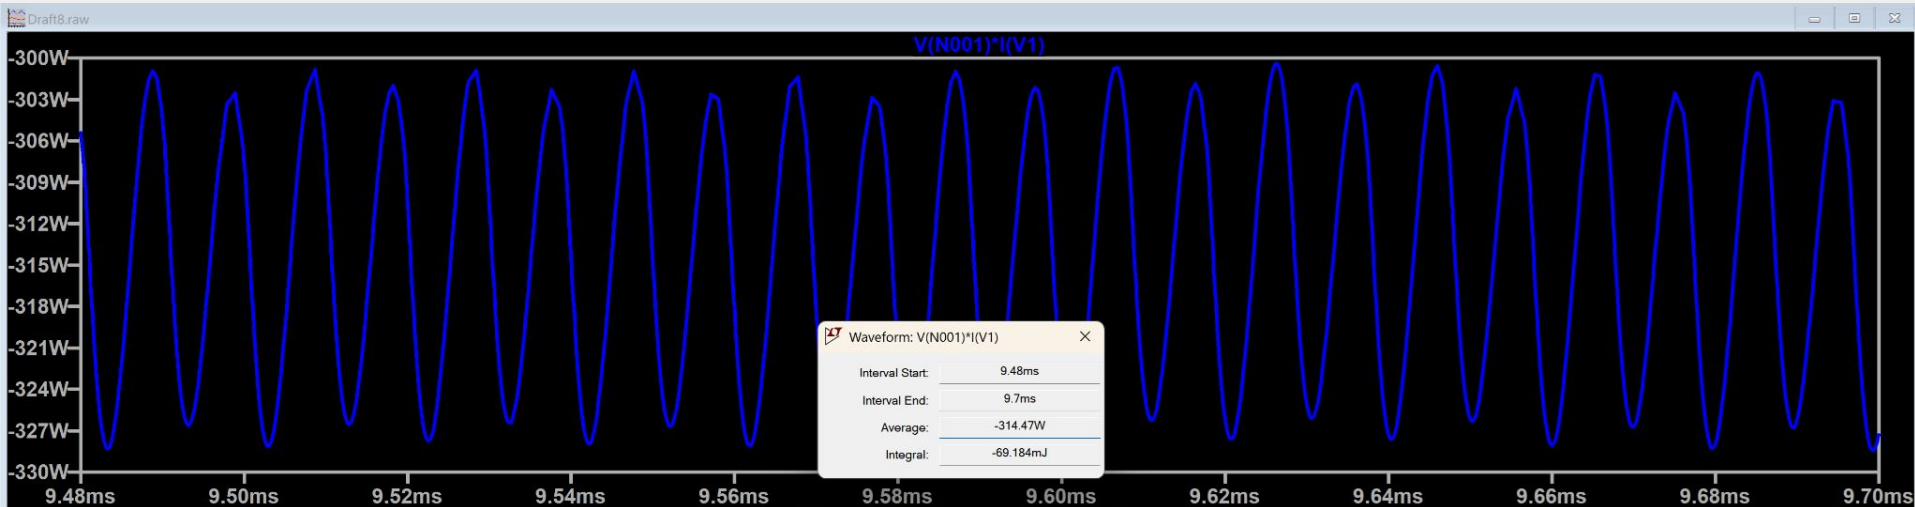 Draft8.raw
V(N001)*I(V1)
-300W
-303W
-306W
-309W
-312W
-315W
-318W
-321W
-324W
-327W
-330W
Waveform: V(N001)*I(V1)
Interval Start: 9.48ms
Interval End: 9.7ms
Average: -314.47W
Integral: -69.184mJ
9.48ms 9.50ms 9.52ms 9.54ms 9.56ms 9.58ms 9.60ms 9.62ms 9.64ms 9.66ms 9.68ms 9.70ms